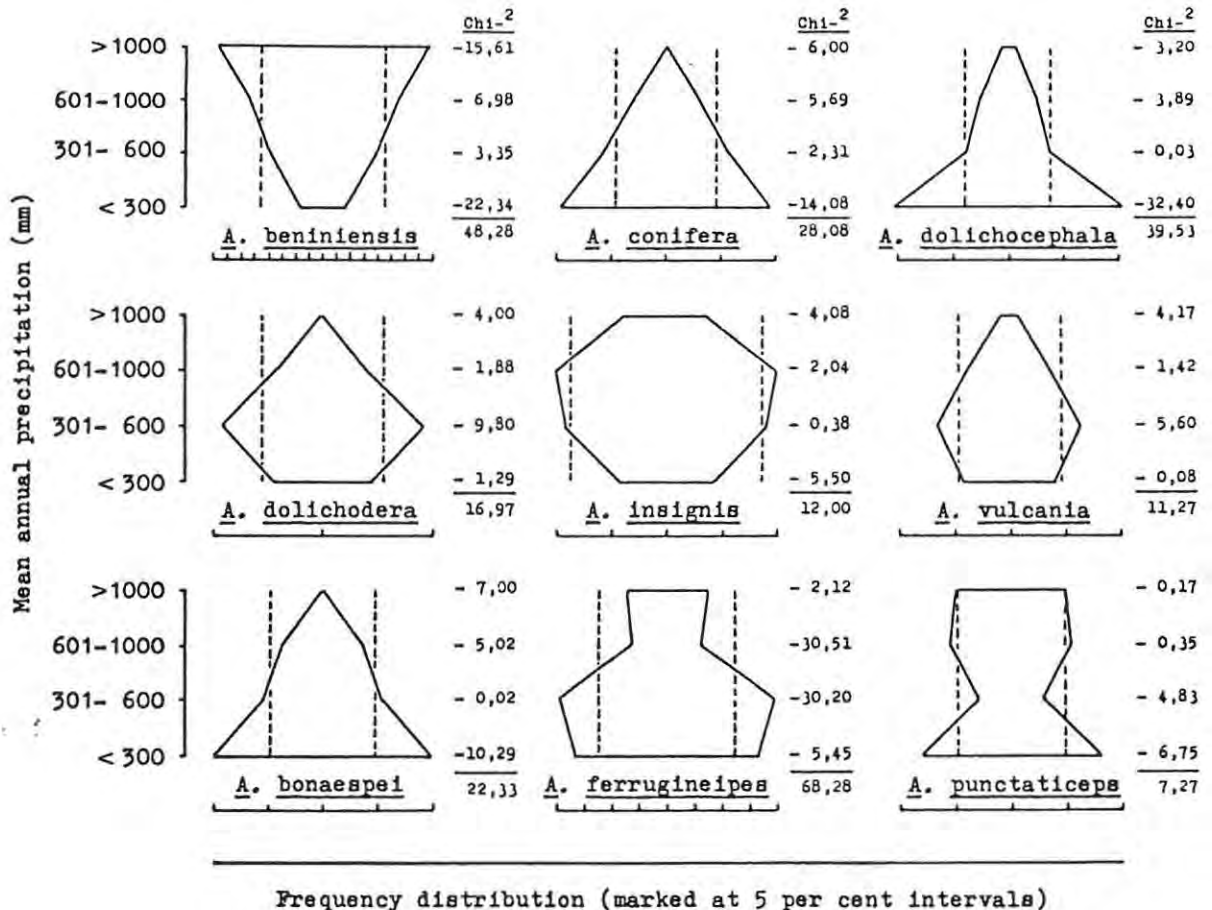 Chi-² Chi-² Chi-²
>1000 -15,61 - 6,00 - 3,20
601-1000 - 6,98 - 5,69 - 3,89
301- 600 - 3,35 - 2,31 - 0,03
< 300 -22,34 -14,08 -32,40
A. beniniensis 48,28 A. conifera 28,08 A. dolichocephala 39,53
>1000 - 4,00 - 4,08 - 4,17
601-1000 - 1,88 - 2,04 - 1,42
301- 600 - 9,80 - 0,38 - 5,60
< 300 - 1,29 - 5,50 - 0,08
A. dolichodera 16,97 A. insignis 12,00 A. vulcania 11,27
>1000 - 7,00 - 2,12 - 0,17
601-1000 - 5,02 -30,51 - 0,35
301- 600 - 0,02 -30,20 - 4,83
< 300 -10,29 - 5,45 - 6,75
A. bonaespei 22,33 A. ferrugineipes 68,28 A. punctaticeps 7,27
Mean annual precipitation (mm)
Frequency distribution (marked at 5 per cent intervals)